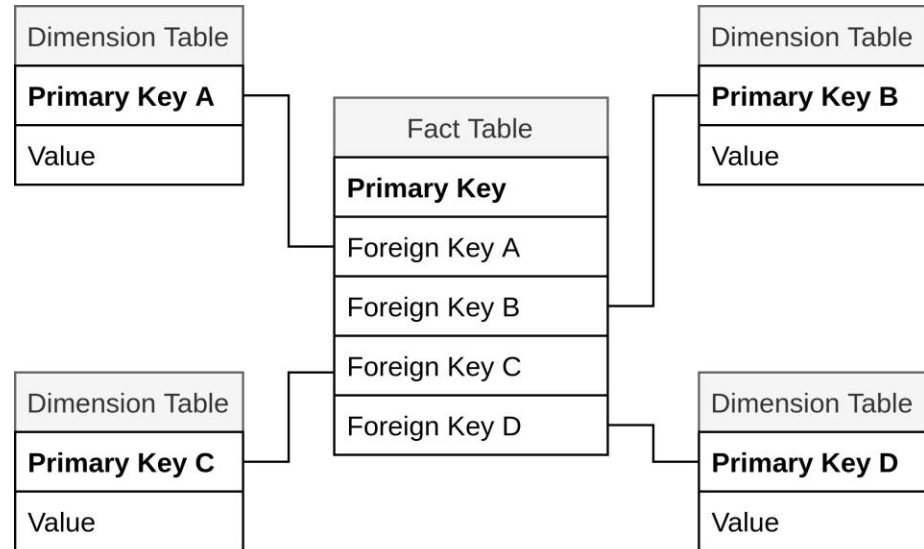 Dimension Table
Primary Key A
Value
Dimension Table
Primary Key B
Value
Fact Table
Primary Key
Foreign Key A
Foreign Key B
Foreign Key C
Foreign Key D
Dimension Table
Primary Key C
Value
Dimension Table
Primary Key D
Value